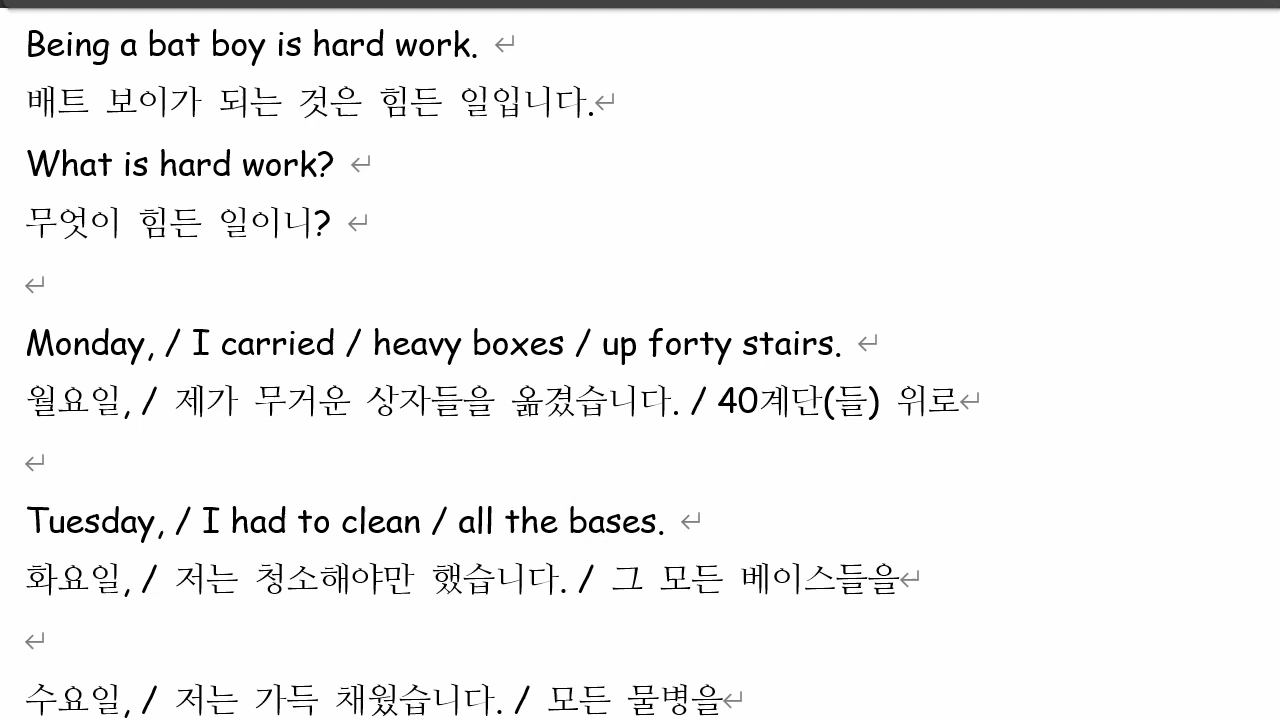 Being a bat boy is hard work.
배트 보이가 되는 것은 힘든 일입니다.
What is hard work?
무엇이 힘든 일이니?
Monday, / I carried / heavy boxes / up forty stairs.
월요일, / 제가 무거운 상자들을 옮겼습니다. / 40계단(들) 위로
Tuesday, / I had to clean / all the bases.
화요일, / 저는 청소해야만 했습니다. / 그 모든 베이스들을
수요일, / 저는 가득 채웠습니다. / 모든 물병을